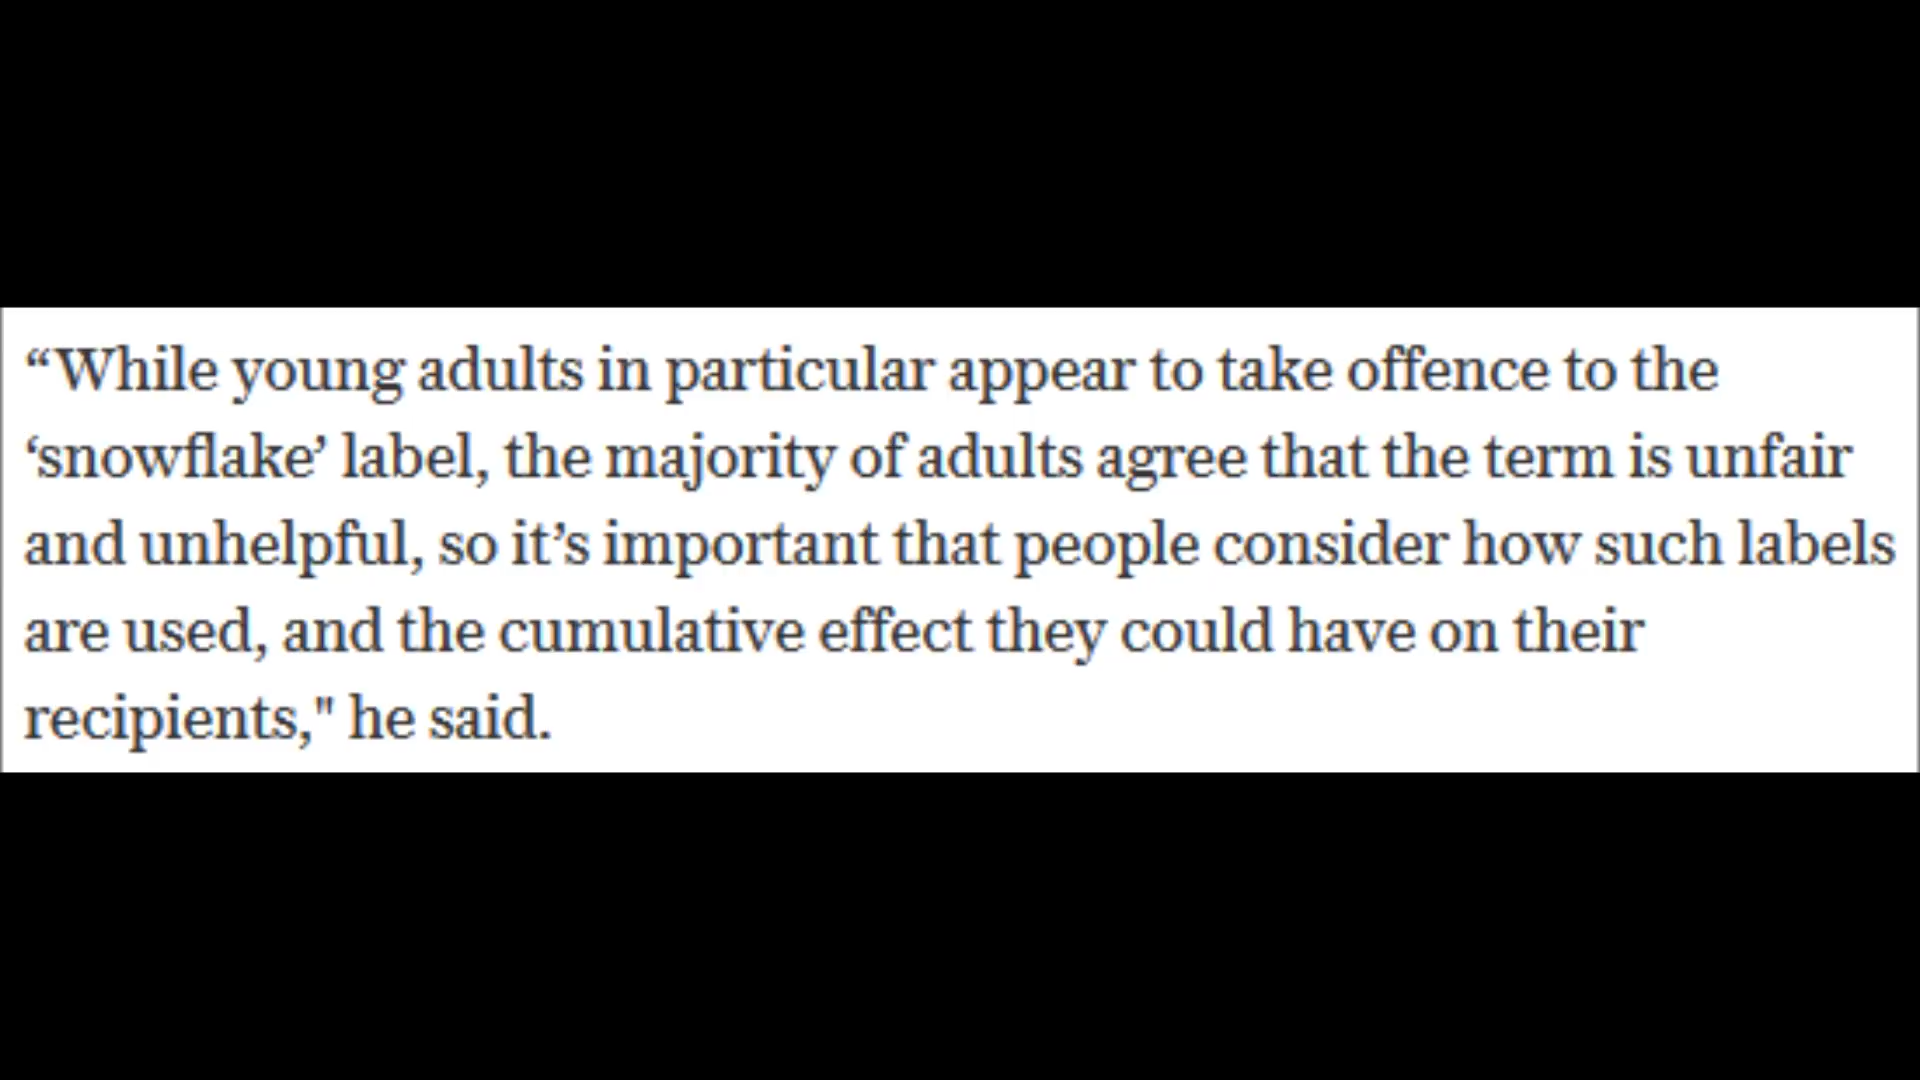 “While young adults in particular appear to take offence to the
‘snowflake’ label, the majority of adults agree that the term is unfair
and unhelpful, so it’s important that people consider how such labels
are used, and the cumulative effect they could have on their
recipients," he said.